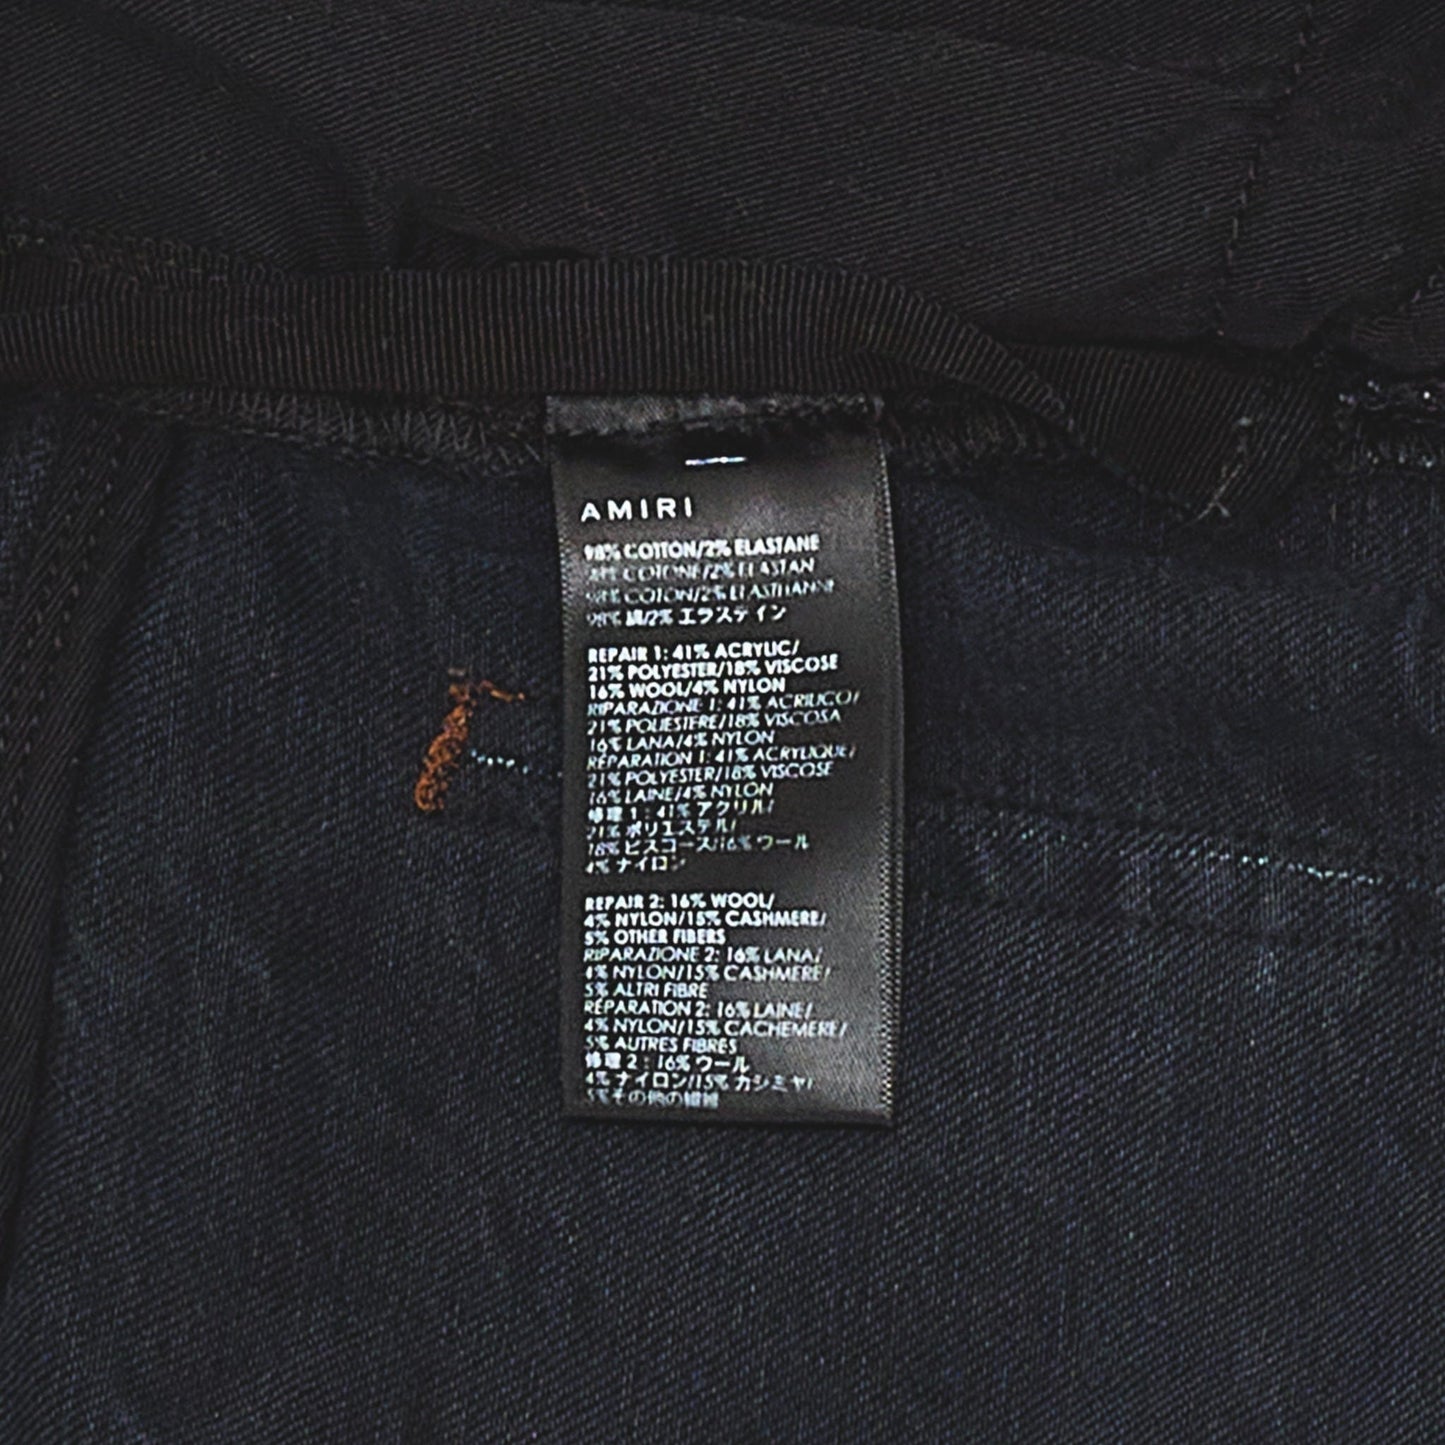 AMIRI
98% COTTON/2% ELASTANE
98% COTONE/2% ELASTAN
98% COTON/2% ELASTHANNE
98% 綿/2% エラステイン
REPAIR 1: 41% ACRYLIC/
21% POLYESTER/18% VISCOSE
16% WOOL/4% NYLON
RIPARAZIONE 1: 41% ACRILICO/
21% POLIESTERE/18% VISCOSA
16% LANA/4% NYLON
RÉPARATION 1: 41% ACRYLIQUE/
21% POLYESTER/18% VISCOSE
16% LAINE/4% NYLON
修理 1 : 41% アクリル/
21% ポリエステル/
18% ビスコース/16% ウール
4% ナイロン
REPAIR 2: 16% WOOL/
4% NYLON/15% CASHMERE/
5% OTHER FIBERS
RIPARAZIONE 2: 16% LANA/
4% NYLON/15% CASHMERE/
5% ALTRI FIBRE
RÉPARATION 2: 16% LAINE/
4% NYLON/15% CACHEMERE/
5% AUTRES FIBRES
修理 2 : 16% ウール
4% ナイロン/15% カシミヤ/
5%その他の繊維